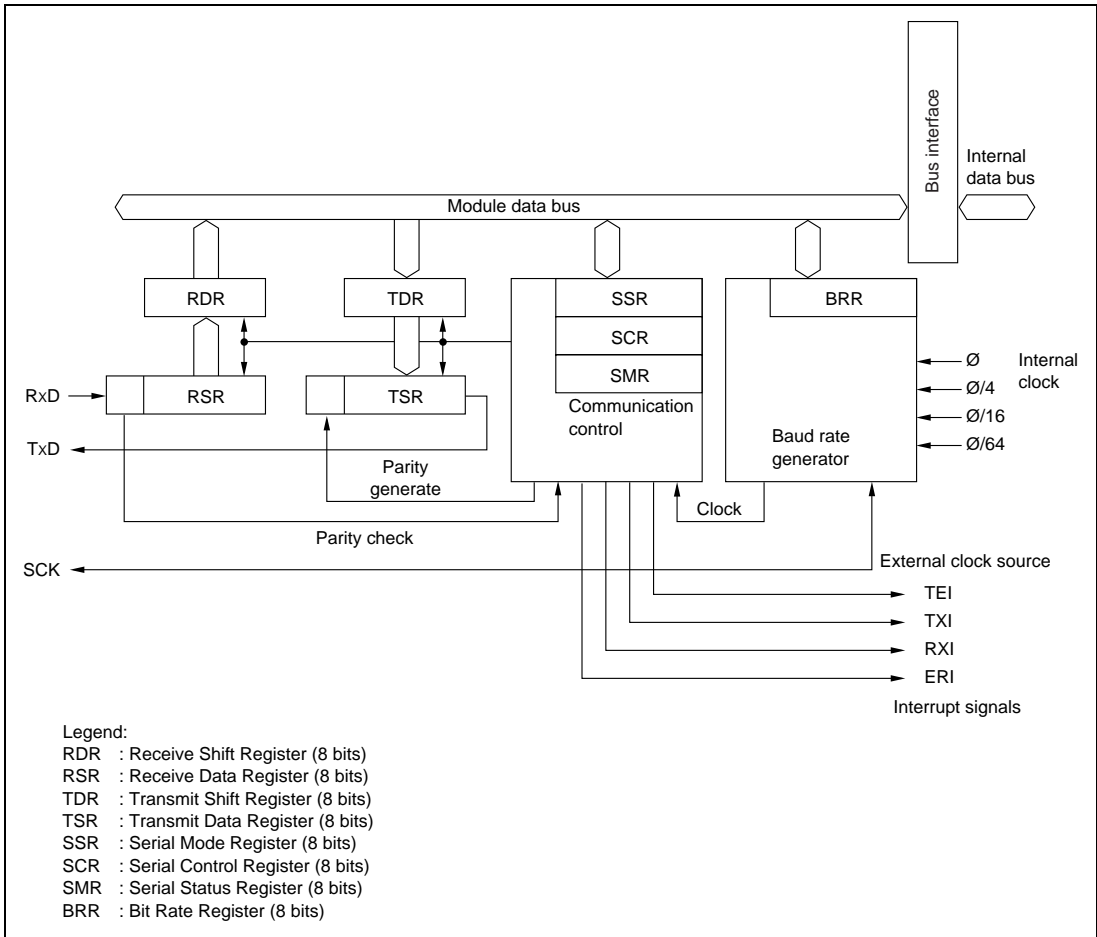 Bus interface
Internal
data bus
Module data bus
RDR
TDR
SSR
BRR
SCR
SMR
RxD
RSR
TSR
Ø
Internal
clock
Ø/4
Ø/16
Ø/64
Communication
control
Baud rate
generator
TxD
Parity
generate
Clock
Parity check
SCK
External clock source
TEI
TXI
RXI
ERI
Interrupt signals
Legend:
RDR : Receive Shift Register (8 bits)
RSR : Receive Data Register (8 bits)
TDR : Transmit Shift Register (8 bits)
TSR : Transmit Data Register (8 bits)
SSR : Serial Mode Register (8 bits)
SCR : Serial Control Register (8 bits)
SMR : Serial Status Register (8 bits)
BRR : Bit Rate Register (8 bits)